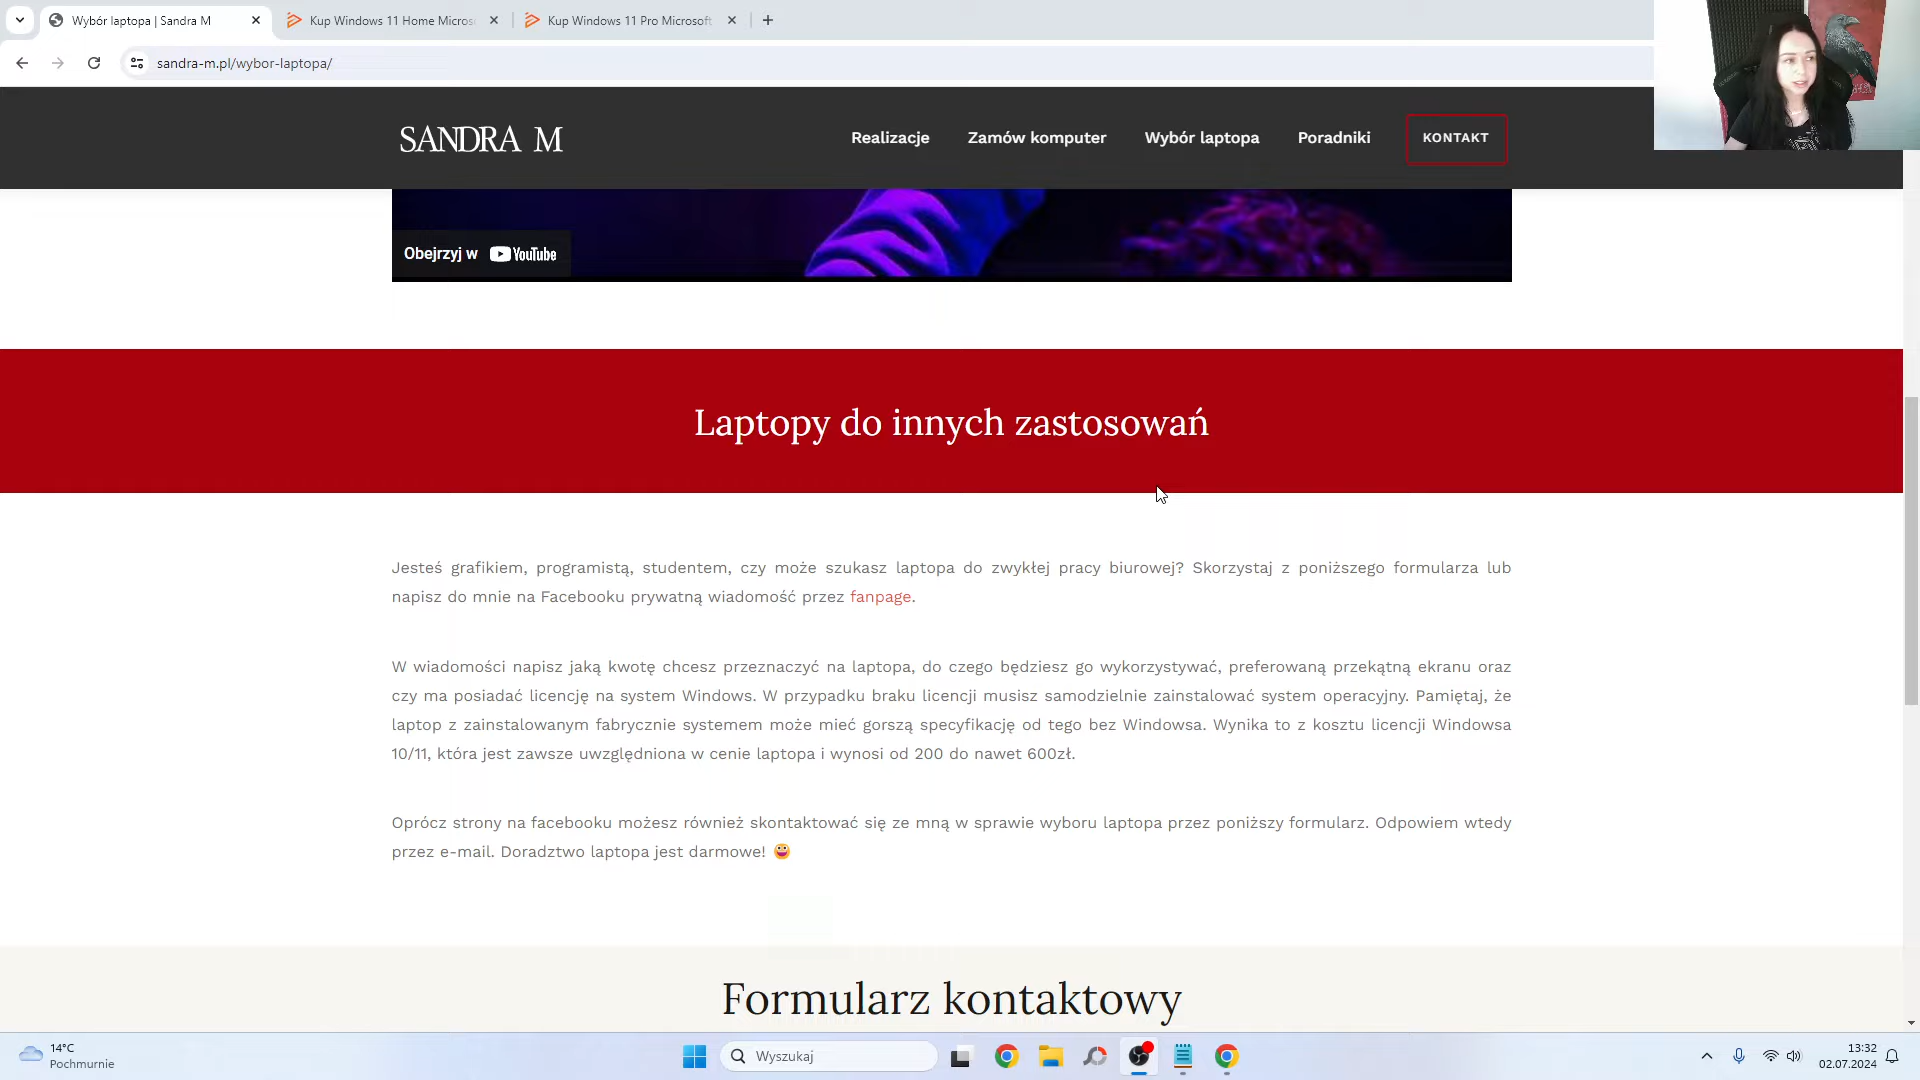 Wybór laptopa | Sandra M
Kup Windows 11 Home Micros
Kup Windows 11 Pro Microsoft
sandra-m.pl/wybor-laptopa/
SANDRA M
Realizacje
Zamów komputer
Wybór laptopa
Poradniki
KONTAKT
Obejrzyj w YouTube
Laptopy do innych zastosowań
Jesteś grafikiem, programistą, studentem, czy może szukasz laptopa do zwykłej pracy biurowej? Skorzystaj z poniższego formularza lub
napisz do mnie na Facebooku prywatną wiadomość przez fanpage.
W wiadomości napisz jaką kwotę chcesz przeznaczyć na laptopa, do czego będziesz go wykorzystywać, preferowaną przekątną ekranu oraz
czy ma posiadać licencję na system Windows. W przypadku braku licencji musisz samodzielnie zainstalować system operacyjny. Pamiętaj, że
laptop z zainstalowanym fabrycznie systemem może mieć gorszą specyfikację od tego bez Windowsa. Wynika to z kosztu licencji Windowsa
10/11, która jest zawsze uwzględniona w cenie laptopa i wynosi od 200 do nawet 600zł.
Oprócz strony na facebooku możesz również skontaktować się ze mną w sprawie wyboru laptopa przez poniższy formularz. Odpowiem wtedy
przez e-mail. Doradztwo laptopa jest darmowe! 😀
Formularz kontaktowy
14°C
Pochmurnie
Wyszukaj
13:32
02.07.2024